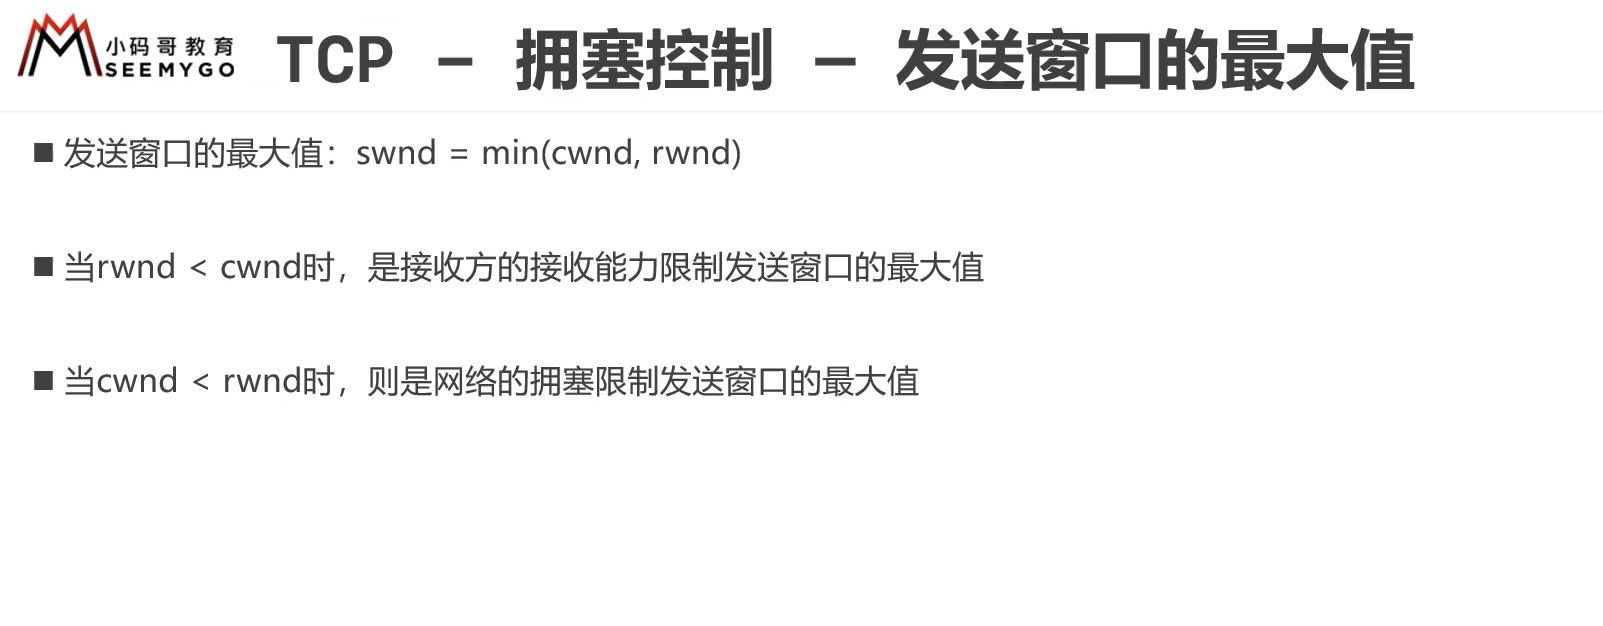 小码哥教育
SEEMYGO
TCP – 拥塞控制 – 发送窗口的最大值
■ 发送窗口的最大值：swnd = min(cwnd, rwnd)
■ 当rwnd < cwnd时，是接收方的接收能力限制发送窗口的最大值
■ 当cwnd < rwnd时，则是网络的拥塞限制发送窗口的最大值